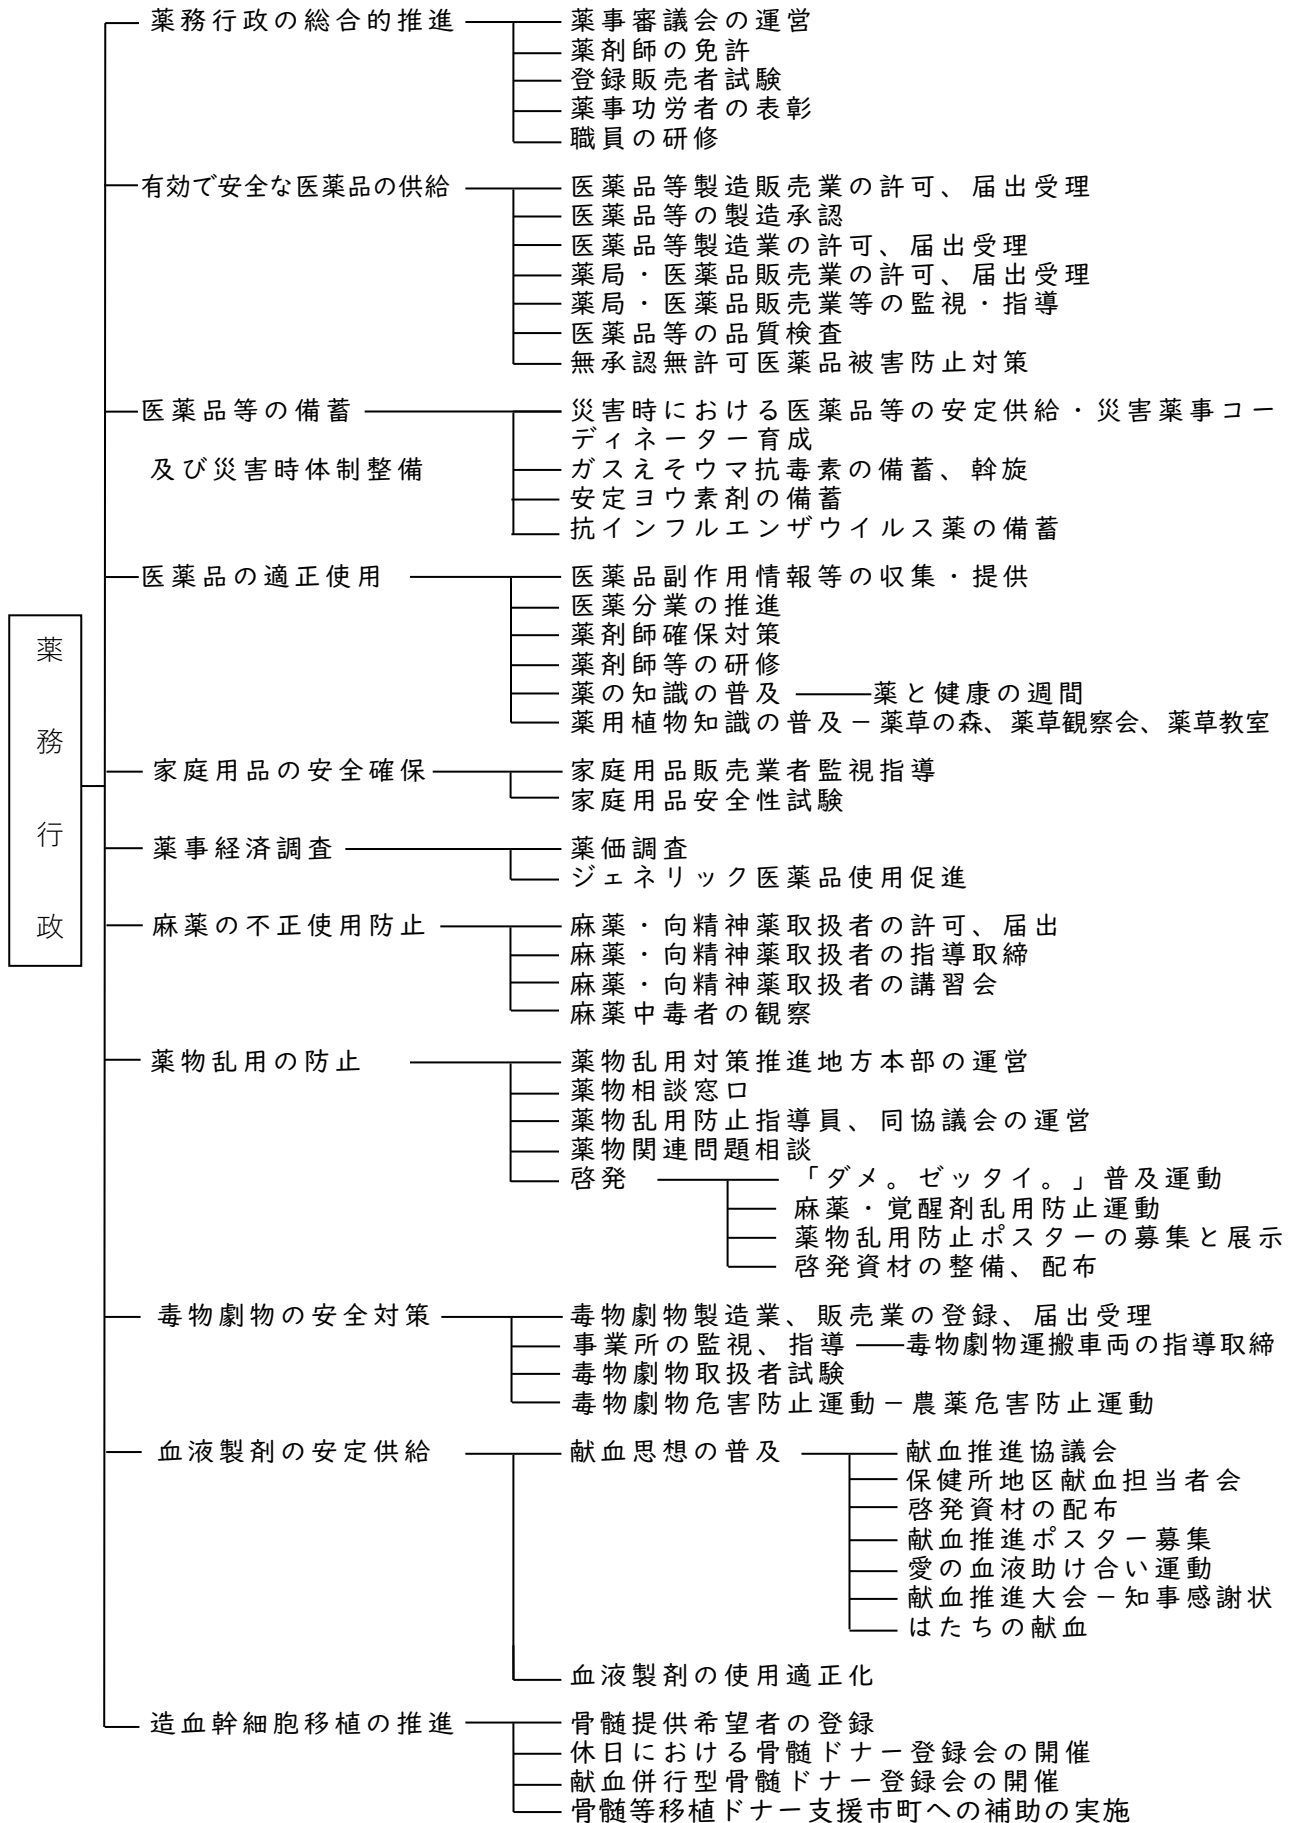 薬務行政
薬務行政の総合的推進
薬事審議会の運営
薬剤師の免許
登録販売者試験
薬事功労者の表彰
職員の研修
有効で安全な医薬品の供給
医薬品等製造販売業の許可、届出受理
医薬品等の製造承認
医薬品等製造業の許可、届出受理
薬局・医薬品販売業の許可、届出受理
薬局・医薬品販売業等の監視・指導
医薬品等の品質検査
無承認無許可医薬品被害防止対策
医薬品等の備蓄
及び災害時体制整備
災害時における医薬品等の安定供給・災害薬事コー
ディネーター育成
ガスえそウマ抗毒素の備蓄、斡旋
安定ヨウ素剤の備蓄
抗インフルエンザウイルス薬の備蓄
医薬品の適正使用
医薬品副作用情報等の収集・提供
医薬分業の推進
薬剤師確保対策
薬剤師等の研修
薬の知識の普及 ――薬と健康の週間
薬用植物知識の普及－薬草の森、薬草観察会、薬草教室
家庭用品の安全確保
家庭用品販売業者監視指導
家庭用品安全性試験
薬事経済調査
薬価調査
ジェネリック医薬品使用促進
麻薬の不正使用防止
麻薬・向精神薬取扱者の許可、届出
麻薬・向精神薬取扱者の指導取締
麻薬・向精神薬取扱者の講習会
麻薬中毒者の観察
薬物乱用の防止
薬物乱用対策推進地方本部の運営
薬物相談窓口
薬物乱用防止指導員、同協議会の運営
薬物関連問題相談
啓発
「ダメ。ゼッタイ。」普及運動
麻薬・覚醒剤乱用防止運動
薬物乱用防止ポスターの募集と展示
啓発資材の整備、配布
毒物劇物の安全対策
毒物劇物製造業、販売業の登録、届出受理
事業所の監視、指導 ――毒物劇物運搬車両の指導取締
毒物劇物取扱者試験
毒物劇物危害防止運動－農薬危害防止運動
血液製剤の安定供給
献血思想の普及
献血推進協議会
保健所地区献血担当者会
啓発資材の配布
献血推進ポスター募集
愛の血液助け合い運動
献血推進大会－知事感謝状
はたちの献血
血液製剤の使用適正化
造血幹細胞移植の推進
骨髄提供希望者の登録
休日における骨髄ドナー登録会の開催
献血併行型骨髄ドナー登録会の開催
骨髄等移植ドナー支援市町への補助の実施